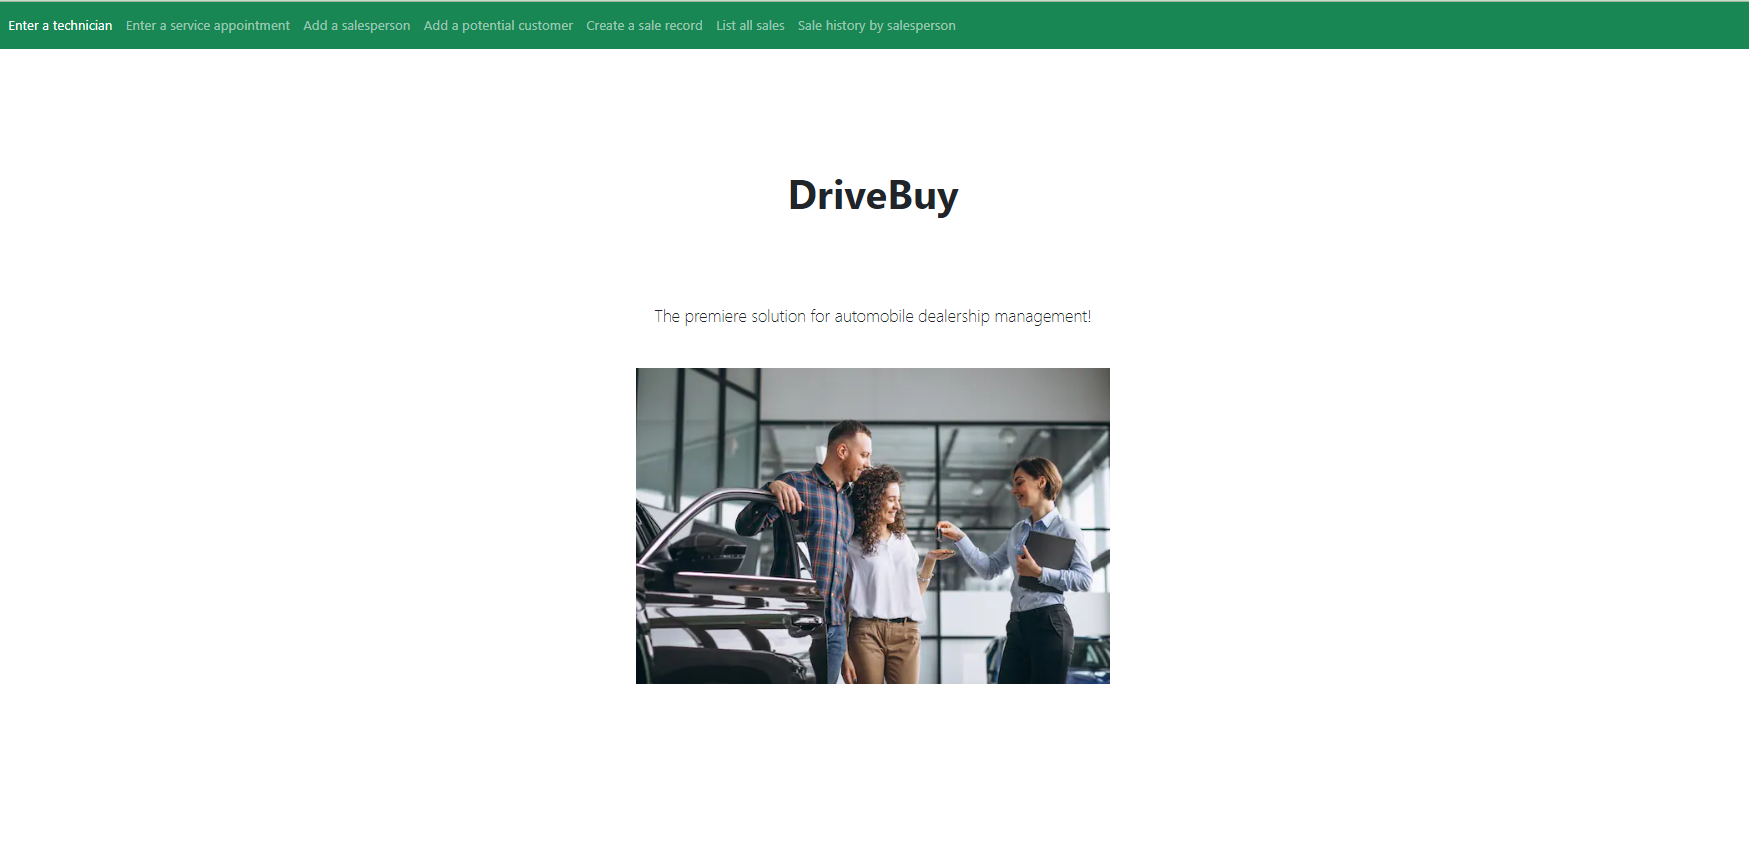 Enter a technician Enter a service appointment Add a salesperson Add a potential customer Create a sale record List all sales Sale history by salesperson
DriveBuy
The premiere solution for automobile dealership management!